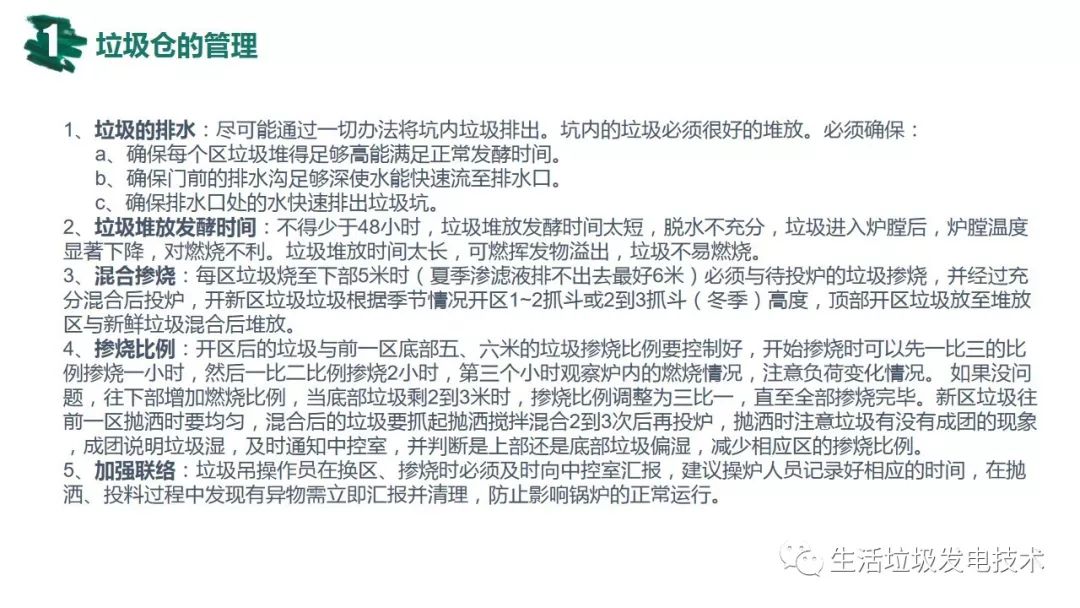 1 垃圾仓的管理
1、垃圾的排水：尽可能通过一切办法将坑内垃圾排出。坑内的垃圾必须很好的堆放。必须确保：
a、确保每个区垃圾堆得足够高能满足正常发酵时间。
b、确保门前的排水沟足够深使水能快速流至排水口。
c、确保排水口处的水快速排出垃圾坑。
2、垃圾堆放发酵时间：不得少于48小时，垃圾堆放发酵时间太短，脱水不充分，垃圾进入炉膛后，炉膛温度
显著下降，对燃烧不利。垃圾堆放时间太长，可燃挥发物溢出，垃圾不易燃烧。
3、混合掺烧：每区垃圾烧至下部5米时（夏季渗滤液排不出去最好6米）必须与待投炉的垃圾掺烧，并经过充
分混合后投炉，开新区垃圾垃圾根据季节情况开区1~2抓斗或2到3抓斗（冬季）高度，顶部开区垃圾放至堆放
区与新鲜垃圾混合后堆放。
4、掺烧比例：开区后的垃圾与前一区底部五、六米的垃圾掺烧比例要控制好，开始掺烧时可以先一比三的比
例掺烧一小时，然后一比二比例掺烧2小时，第三个小时观察炉内的燃烧情况，注意负荷变化情况。 如果没问
题，往下部增加燃烧比例，当底部垃圾剩2到3米时，掺烧比例调整为三比一，直至全部掺烧完毕。新区垃圾往
前一区抛洒时要均匀，混合后的垃圾要抓起抛洒搅拌混合2到3次后再投炉，抛洒时注意垃圾有没有成团的现象
，成团说明垃圾湿，及时通知中控室，并判断是上部还是底部垃圾偏湿，减少相应区的掺烧比例。
5、加强联络：垃圾吊操作员在换区、掺烧时必须及时向中控室汇报，建议操炉人员记录好相应的时间，在抛
洒、投料过程中发现有异物需立即汇报并清理，防止影响锅炉的正常运行。
生活垃圾发电技术